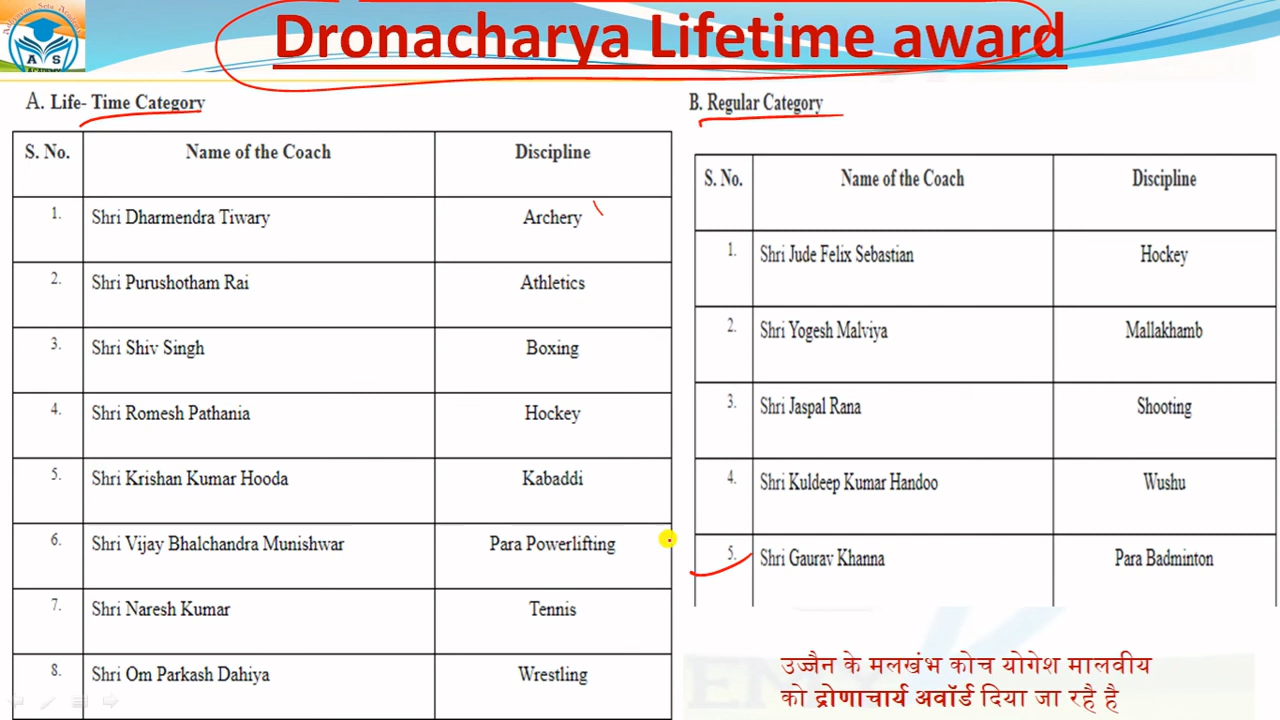 Dronacharya Lifetime award
A S
ACADEMY
A. Life- Time Category
S. No. Name of the Coach Discipline
1. Shri Dharmendra Tiwary Archery
2. Shri Purushotham Rai Athletics
3. Shri Shiv Singh Boxing
4. Shri Romesh Pathania Hockey
5. Shri Krishan Kumar Hooda Kabaddi
6. Shri Vijay Bhalchandra Munishwar Para Powerlifting
7. Shri Naresh Kumar Tennis
8. Shri Om Parkash Dahiya Wrestling
B. Regular Category
S. No. Name of the Coach Discipline
1. Shri Jude Felix Sebastian Hockey
2. Shri Yogesh Malviya Mallakhamb
3. Shri Jaspal Rana Shooting
4. Shri Kuldeep Kumar Handoo Wushu
5. Shri Gaurav Khanna Para Badminton
उज्जैन के मलखंभ कोच योगेश मालवीय
को द्रोणाचार्य अवॉर्ड दिया जा रहै है